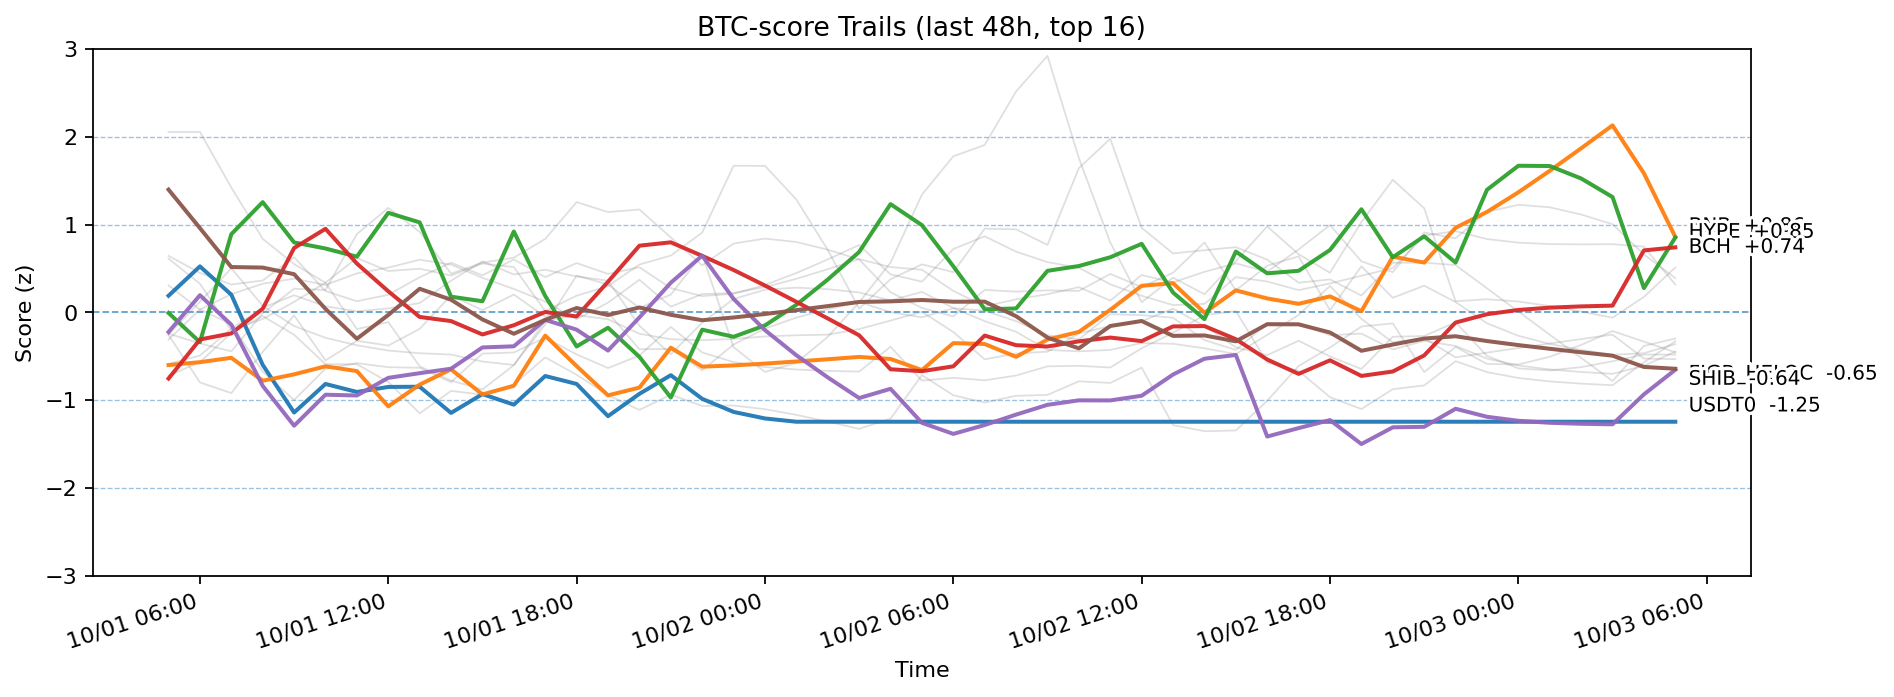 BTC-score Trails (last 48h, top 16)
Score (z)
3
2
1
0
−1
−2
−3
+0.86
HYPE +0.85
BCH +0.74
-0.65
SHIB -0.64
USDT0 -1.25
10/01 06:00
10/01 12:00
10/01 18:00
10/02 00:00
10/02 06:00
10/02 12:00
10/02 18:00
10/03 00:00
10/03 06:00
Time